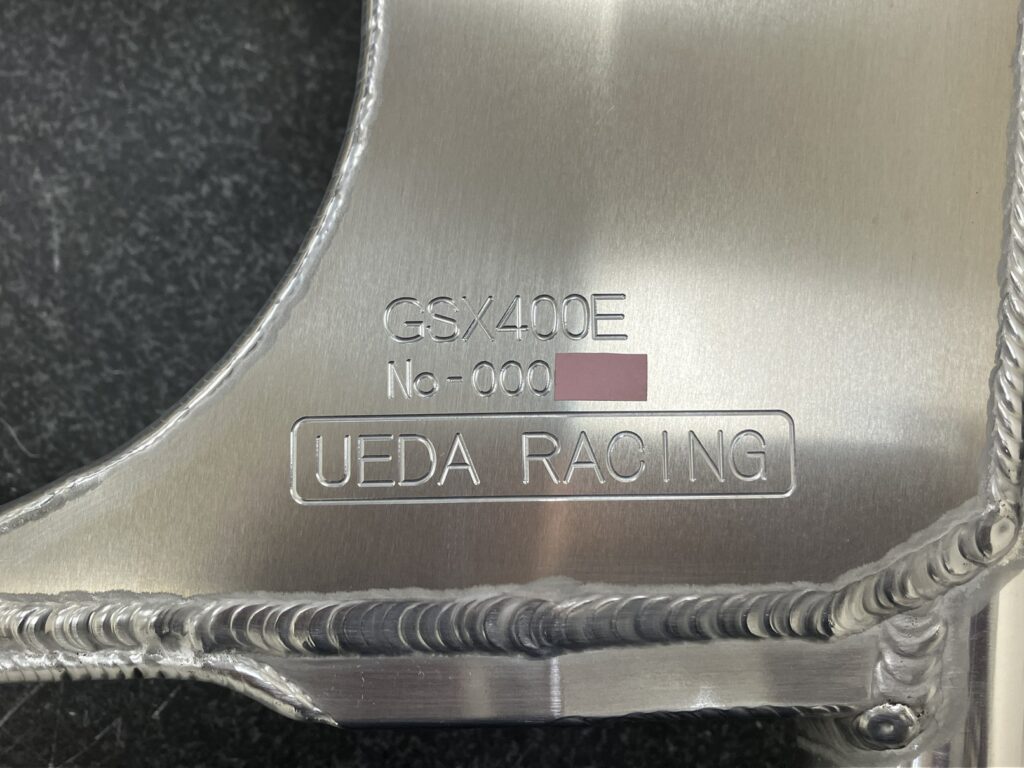 GSX400E
No-000
UEDA RACING